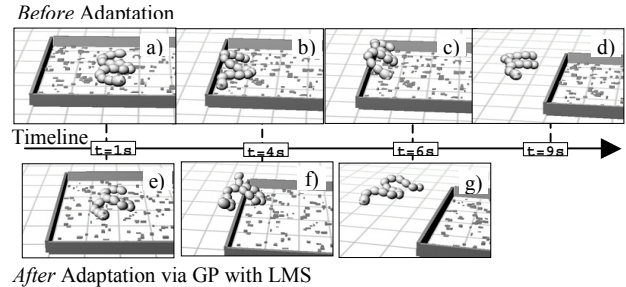 Before Adaptation
a) b) c) d)
Timeline t=1s t=4s t=6s t=9s
e) f) g)
After Adaptation via GP with LMS